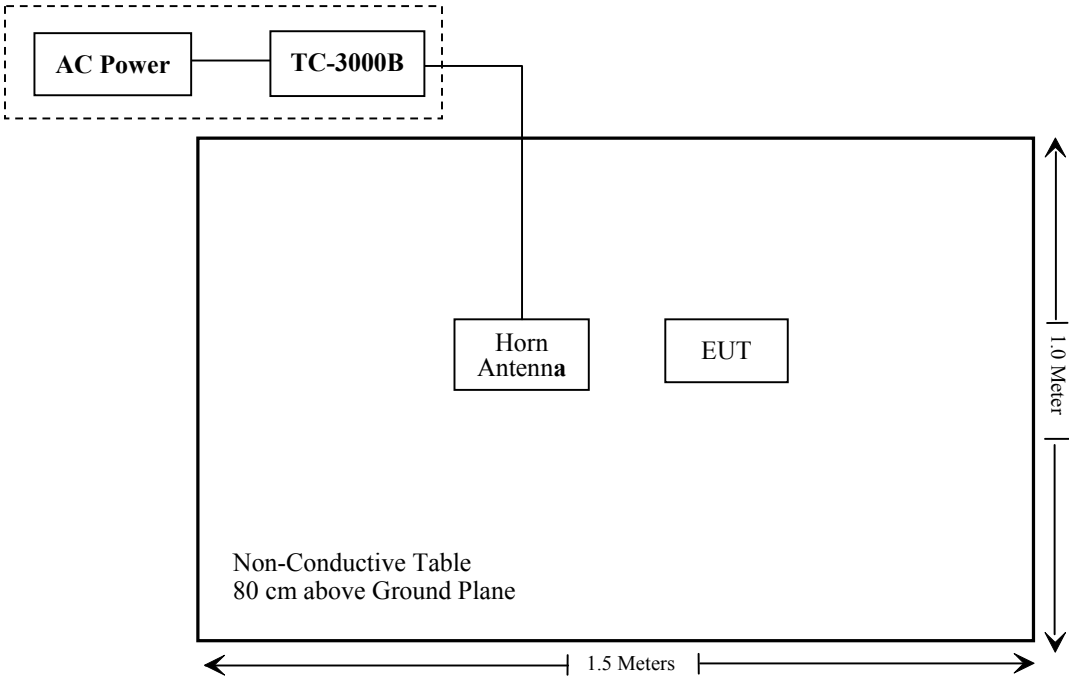 AC Power
TC-3000B
Horn
Antenna
EUT
1.0 Meter
Non-Conductive Table
80 cm above Ground Plane
1.5 Meters